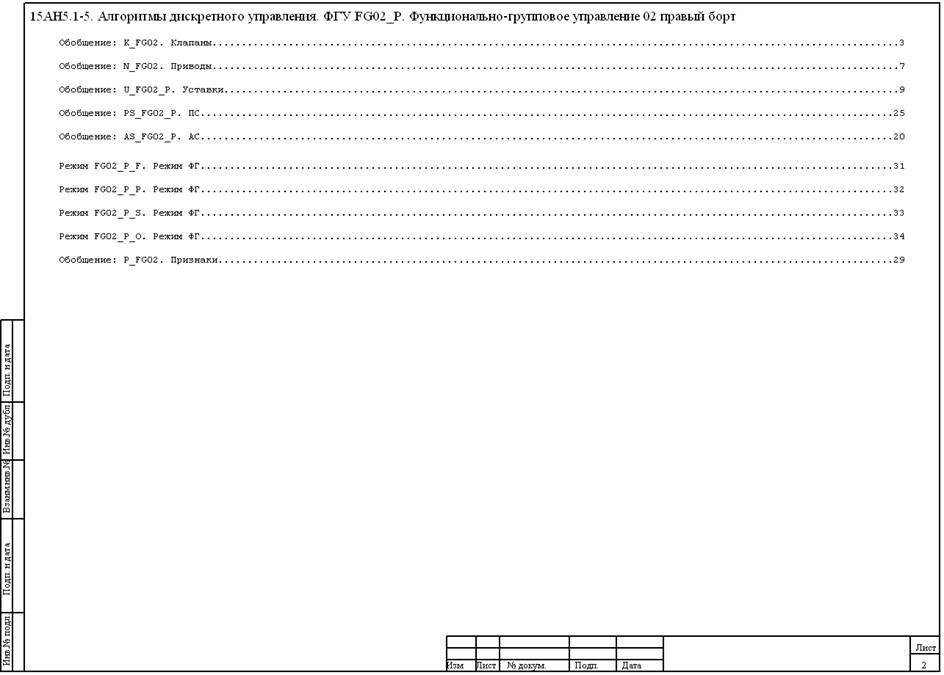 15АН5.1-5. Алгоритмы дискретного управления. ФГУ FG02_P. Функционально-групповое управление 02 правый борт
Обобщение: K_FG02. Клапаны..........3
Обобщение: N_FG02. Приводы..........7
Обобщение: U_FG02_P. Уставки..........9
Обобщение: PS_FG02_P. ПС..........25
Обобщение: AS_FG02_P. АС..........20
Режим FG02_P_F. Режим ФГ..........31
Режим FG02_P_P. Режим ФГ..........32
Режим FG02_P_S. Режим ФГ..........33
Режим FG02_P_O. Режим ФГ..........34
Обобщение: P_FG02. Признаки..........29
Подп. и дата
Инв.№ дубл.
Взаим.инв.№
Подп. и дата
Инв.№ подл.
Изм Лист № докум. Подп. Дата
Лист
2